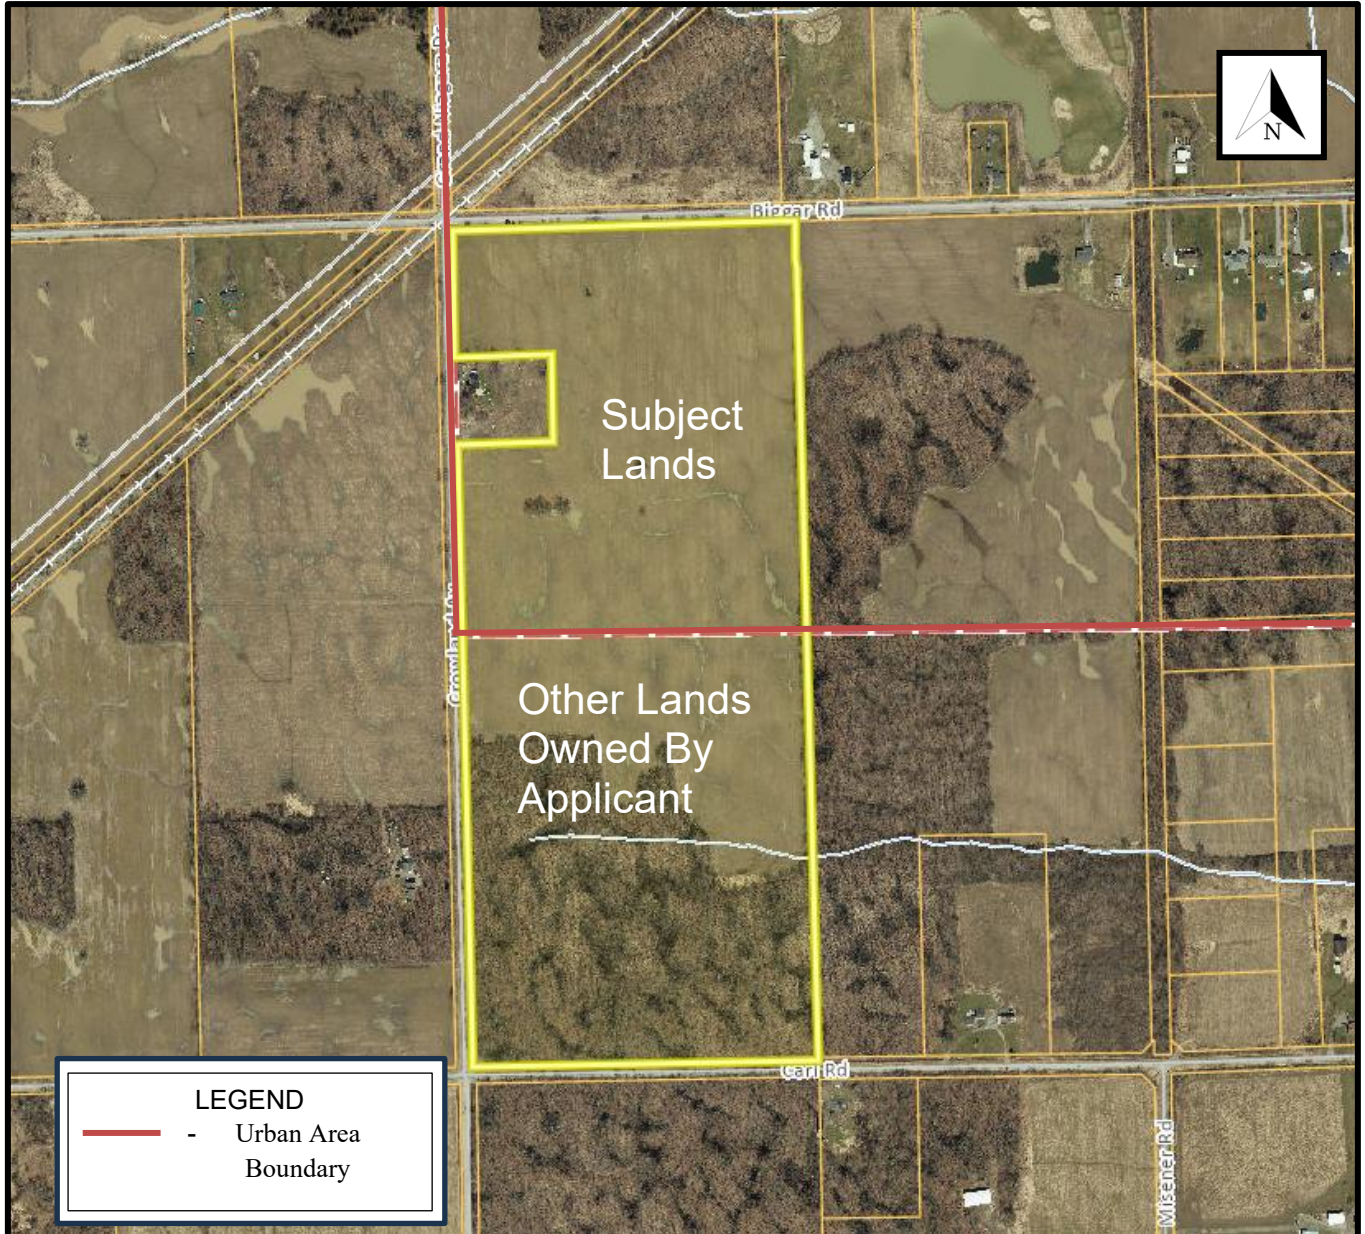 N
Biggar Rd
Subject
Lands
Other Lands
Owned By
Applicant
Carl Rd
Misener Rd
LEGEND
- Urban Area
Boundary